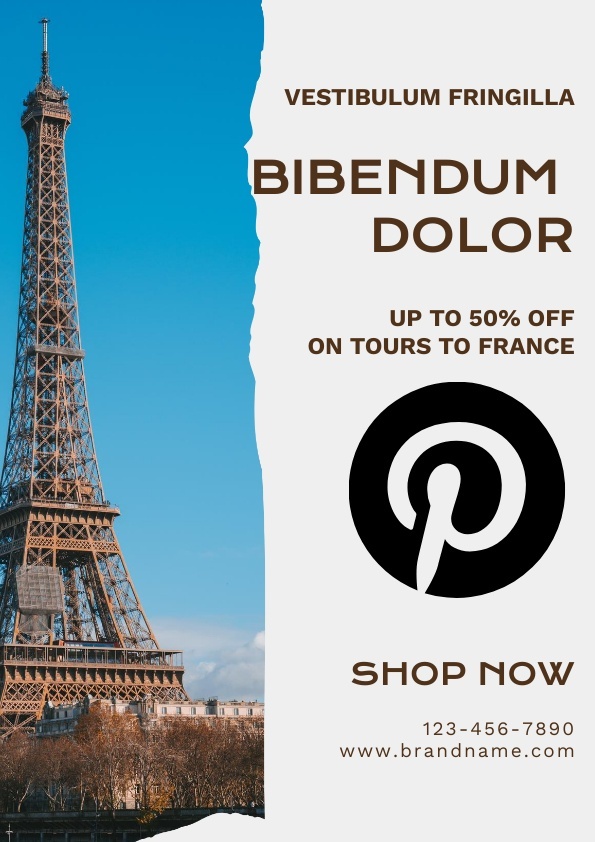 VESTIBULUM FRINGILLA
BIBENDUM
DOLOR
UP TO 50% OFF
ON TOURS TO FRANCE
SHOP NOW
123-456-7890
www.brandname.com